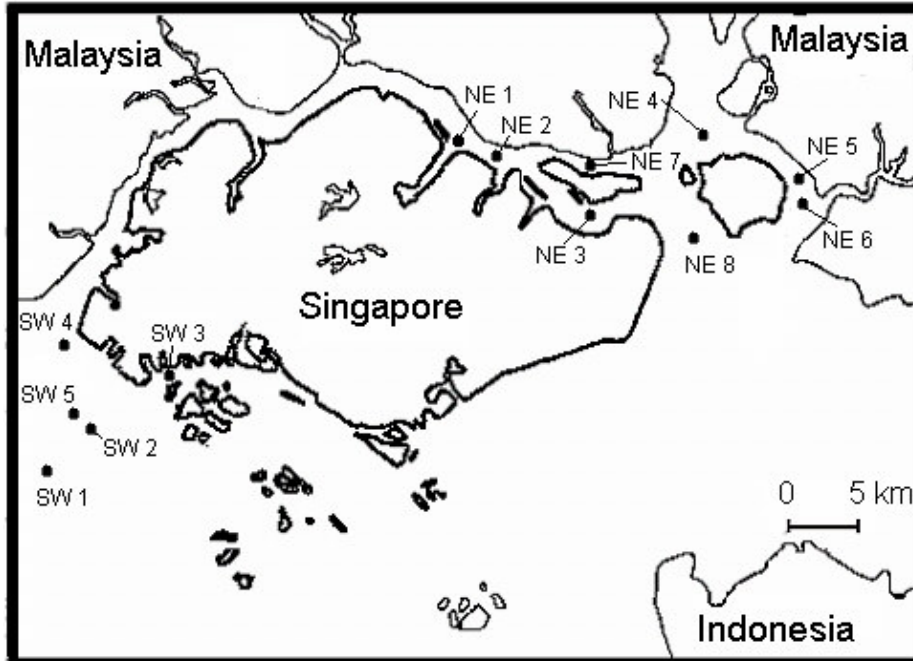 Malaysia
Malaysia
NE 1
NE 4
NE 2
NE 7
NE 5
NE 3
NE 8
NE 6
Singapore
SW 4
SW 3
SW 5
SW 2
SW 1
0 5 km
Indonesia